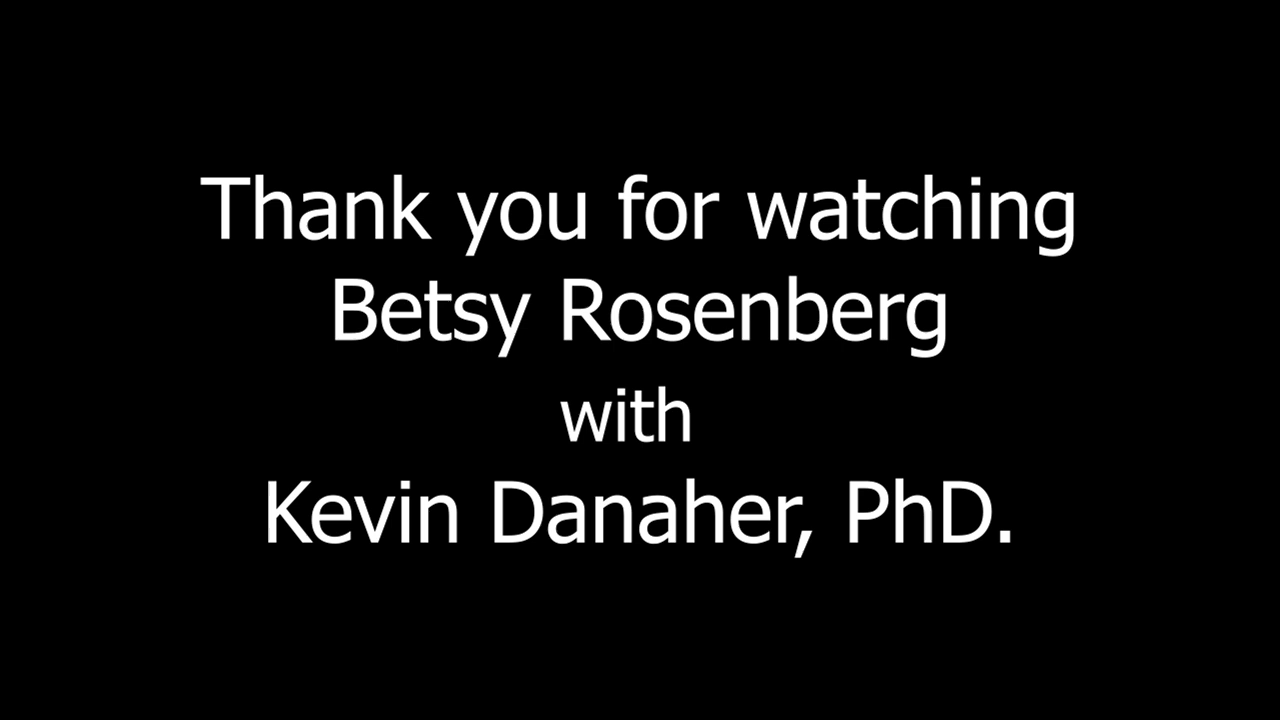 Thank you for watching
Betsy Rosenberg
with
Kevin Danaher, PhD.